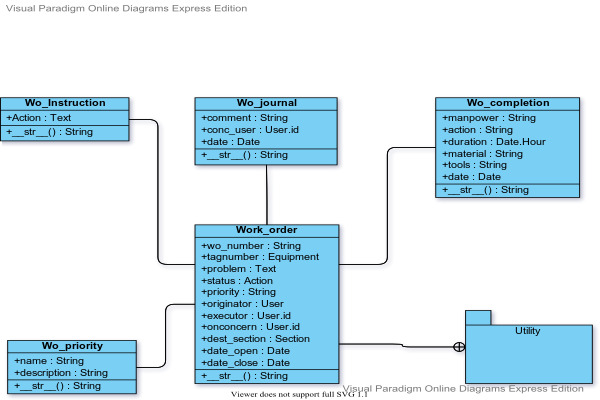 Visual Paradigm Online Diagrams Express Edition
Wo_Instruction
+Action : Text
+__str__() : String
Wo_journal
+comment : String
+conc_user : User.id
+date : Date
+__str__() : String
Wo_completion
+manpower : String
+action : String
+duration : Date.Hour
+material : String
+tools : String
+date : Date
+__str__() : String
Work_order
+wo_number : String
+tagnumber : Equipment
+problem : Text
+status : Action
+priority : String
+originator : User
+executor : User.id
+onconcern : User.id
+dest_section : Section
+date_open : Date
+date_close : Date
+__str__() : String
Wo_priority
+name : String
+description : String
+__str__() : String
Utility
Visual Paradigm Online Diagrams Express Edition
Viewer does not support full SVG 1.1